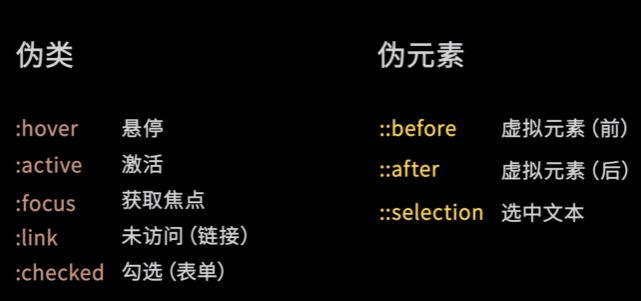 伪类
:hover 悬停
:active 激活
:focus 获取焦点
:link 未访问 (链接)
:checked 勾选 (表单)
伪元素
::before 虚拟元素 (前)
::after 虚拟元素 (后)
::selection 选中文本